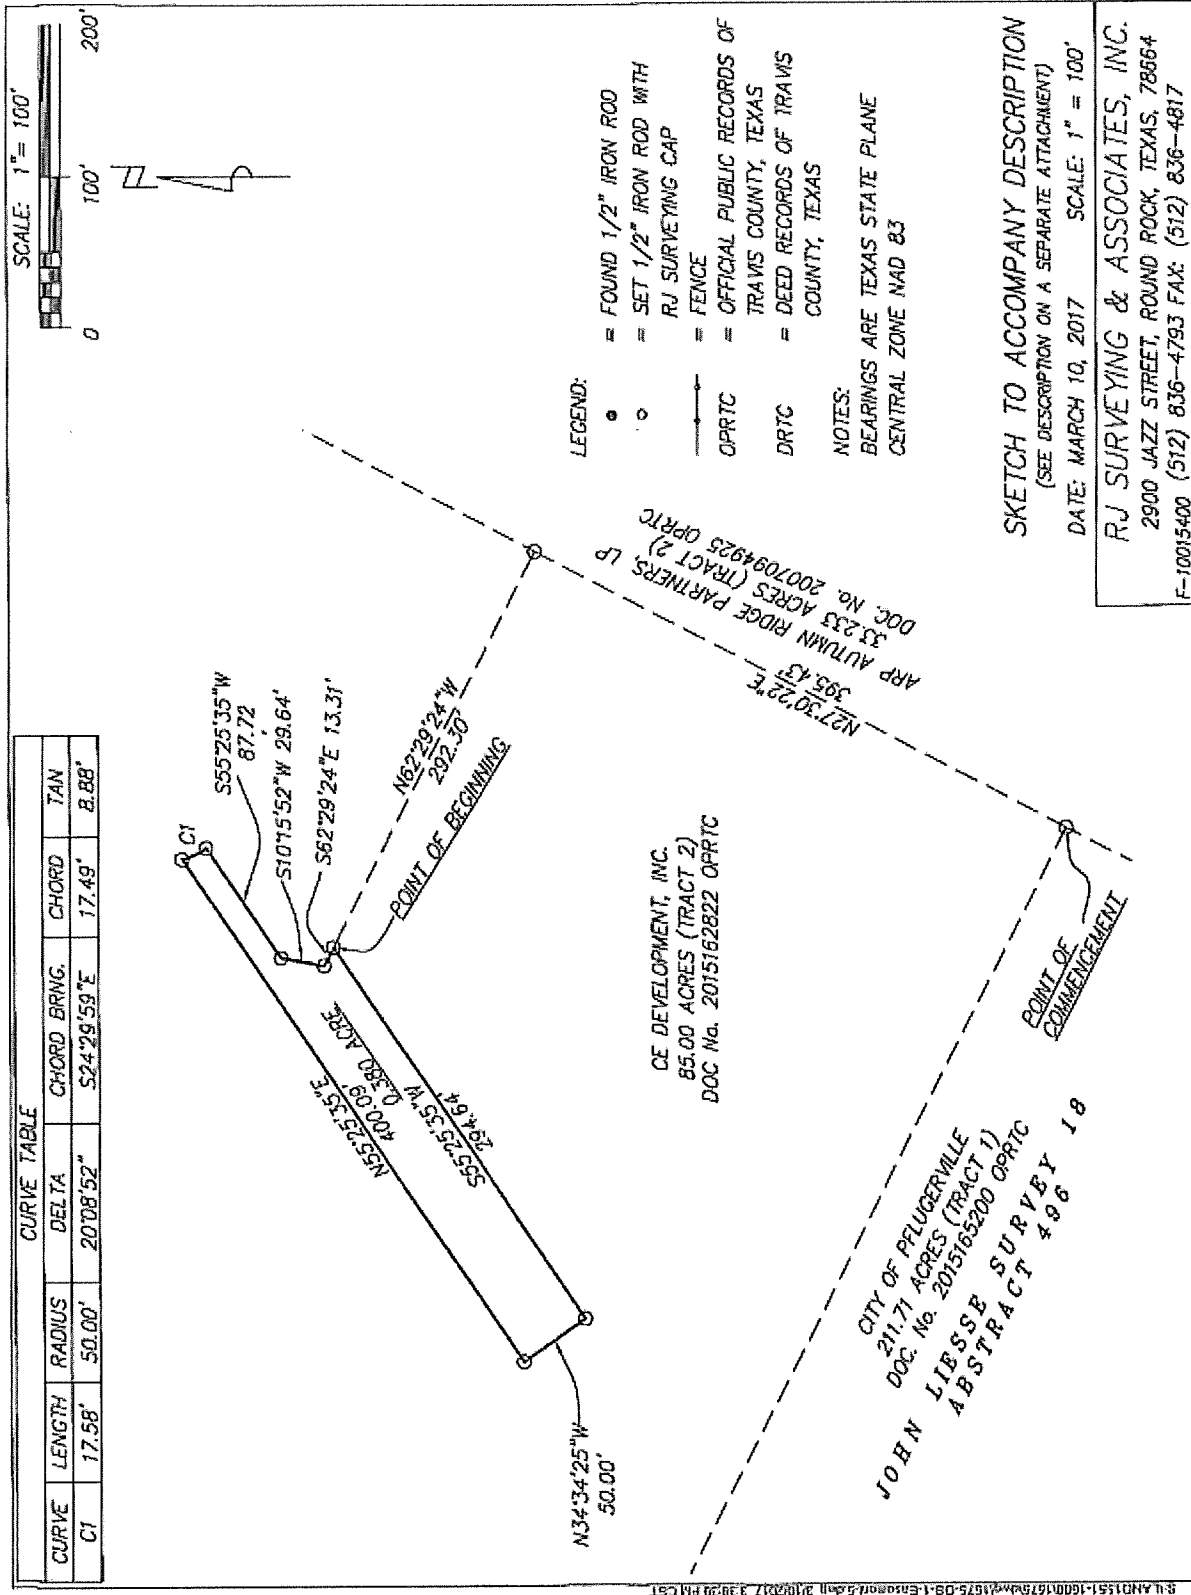 CURVE TABLE
CURVE LENGTH RADIUS DELTA CHORD BRNG. CHORD TAN
C1 17.58' 50.00' 20°08'52" S24°29'59"E 17.49' 8.88'
SCALE: 1"= 100'
0 100' 200'
C1
S55°25'35"W
87.72'
S10°15'52"W 29.64'
S62°29'24"E 13.31'
N62°29'24"W
292.30'
POINT OF BEGINNING
N55°25'35"E
400.09'
0.380 ACRE
S55°25'35"W
294.64'
N34°34'25"W
50.00'
CE DEVELOPMENT, INC.
85.00 ACRES (TRACT 2)
DOC No. 2015162822 OPRTC
N27°30'22"E
395.43'
ARP AUTUMN RIDGE PARTNERS, LP
33.233 ACRES (TRACT 2)
DOC. No. 2007094925 OPRTC
POINT OF
COMMENCEMENT
CITY OF PFLUGERVILLE
211.71 ACRES (TRACT 1)
DOC. No. 2015165200 OPRTC
JOHN LIESSE SURVEY 18
ABSTRACT 496
LEGEND:
= FOUND 1/2" IRON ROD
= SET 1/2" IRON ROD WITH
RJ SURVEYING CAP
= FENCE
OPRTC = OFFICIAL PUBLIC RECORDS OF
TRAVIS COUNTY, TEXAS
DRTC = DEED RECORDS OF TRAVIS
COUNTY, TEXAS
NOTES:
BEARINGS ARE TEXAS STATE PLANE
CENTRAL ZONE NAD 83
SKETCH TO ACCOMPANY DESCRIPTION
(SEE DESCRIPTION ON A SEPARATE ATTACHMENT)
DATE: MARCH 10, 2017 SCALE: 1" = 100'
RJ SURVEYING & ASSOCIATES, INC.
2900 JAZZ STREET, ROUND ROCK, TEXAS, 78664
F-10015400 (512) 836-4793 FAX: (512) 836-4817